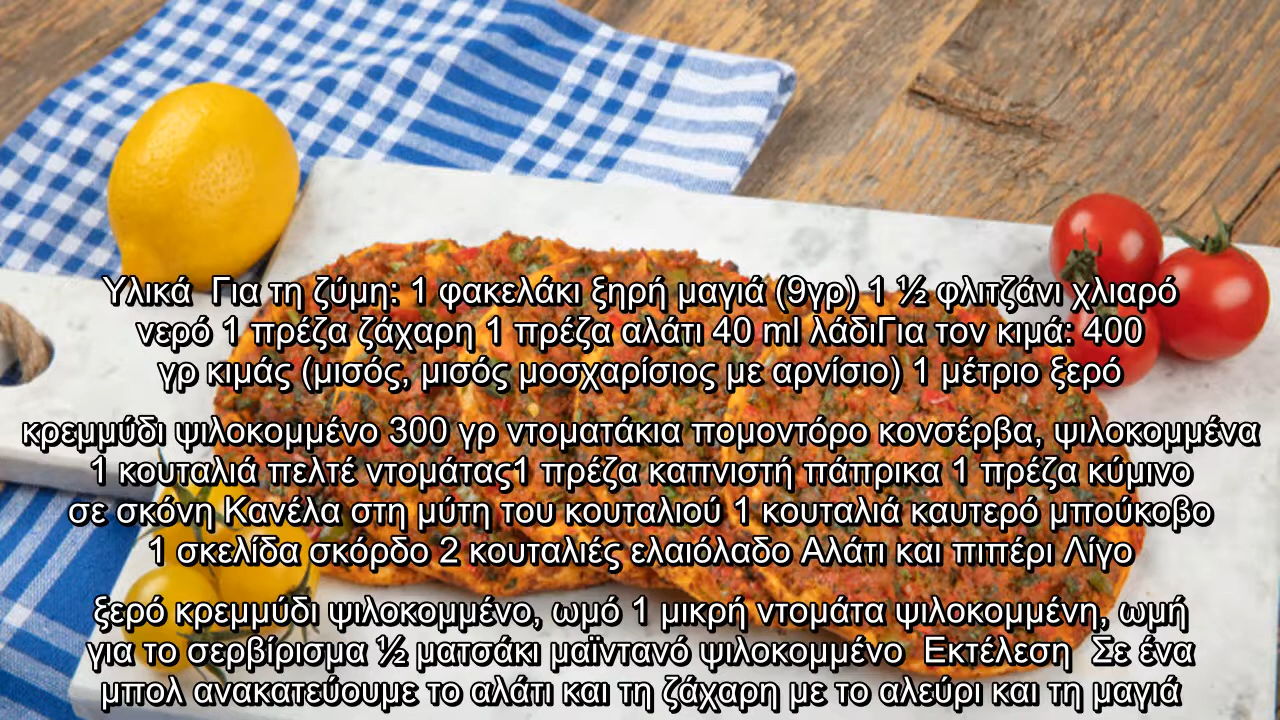 Υλικά  Για τη ζύμη: 1 φακελάκι ξηρή μαγιά (9γρ) 1 ½ φλιτζάνι χλιαρό
νερό 1 πρέζα ζάχαρη 1 πρέζα αλάτι 40 ml λάδιΓια τον κιμά: 400
γρ κιμάς (μισός, μισός μοσχαρίσιος με αρνίσιο) 1 μέτριο ξερό
κρεμμύδι ψιλοκομμένο 300 γρ ντοματάκια πομοντόρο κονσέρβα, ψιλοκομμένα
1 κουταλιά πελτέ ντομάτας1 πρέζα καπνιστή πάπρικα 1 πρέζα κύμινο
σε σκόνη Κανέλα στη μύτη του κουταλιού 1 κουταλιά καυτερό μπούκοβο
1 σκελίδα σκόρδο 2 κουταλιές ελαιόλαδο Αλάτι και πιπέρι Λίγο
ξερό κρεμμύδι ψιλοκομμένο, ωμό 1 μικρή ντομάτα ψιλοκομμένη, ωμή
για το σερβίρισμα ½ ματσάκι μαϊντανό ψιλοκομμένο  Εκτέλεση  Σε ένα
μπολ ανακατεύουμε το αλάτι και τη ζάχαρη με το αλεύρι και τη μαγιά